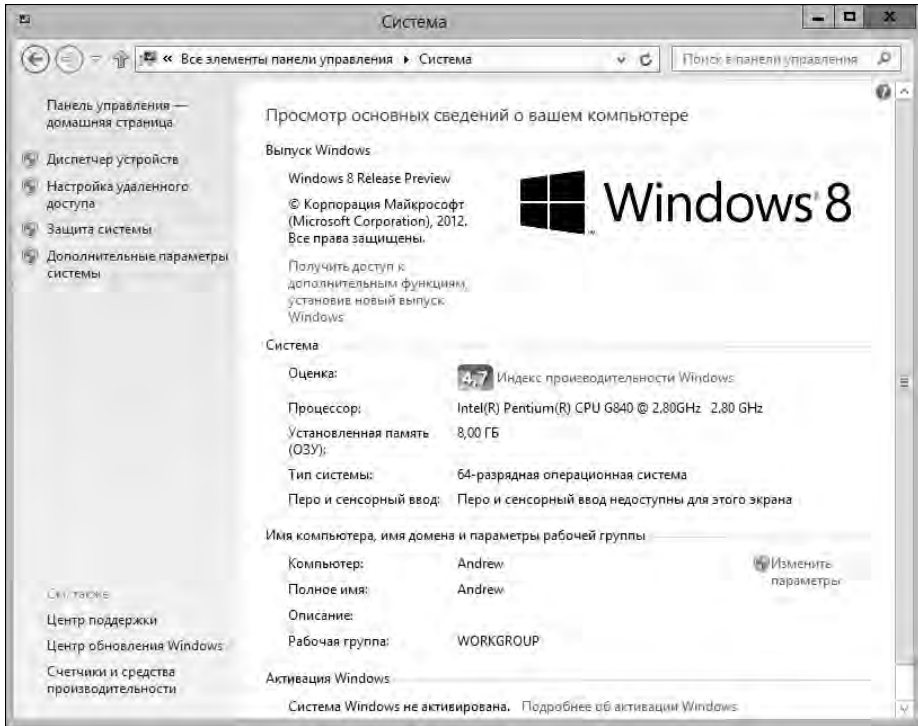 Система
« Все элементы панели управления ▸ Система
Поиск в панели управления
Панель управления —
домашняя страница
Диспетчер устройств
Настройка удаленного
доступа
Защита системы
Дополнительные параметры
системы
См. также
Центр поддержки
Центр обновления Windows
Счетчики и средства
производительности
Просмотр основных сведений о вашем компьютере
Выпуск Windows
Windows 8 Release Preview
© Корпорация Майкрософт
(Microsoft Corporation), 2012.
Все права защищены.
Получить доступ к
дополнительным функциям,
установив новый выпуск
Windows
Windows 8
Система
Оценка: 4,7 Индекс производительности Windows
Процессор: Intel(R) Pentium(R) CPU G840 @ 2.80GHz 2.80 GHz
Установленная память 8,00 ГБ
(ОЗУ):
Тип системы: 64-разрядная операционная система
Перо и сенсорный ввод: Перо и сенсорный ввод недоступны для этого экрана
Имя компьютера, имя домена и параметры рабочей группы
Компьютер: Andrew Изменить
параметры
Полное имя: Andrew
Описание:
Рабочая группа: WORKGROUP
Активация Windows
Система Windows не активирована. Подробнее об активации Windows